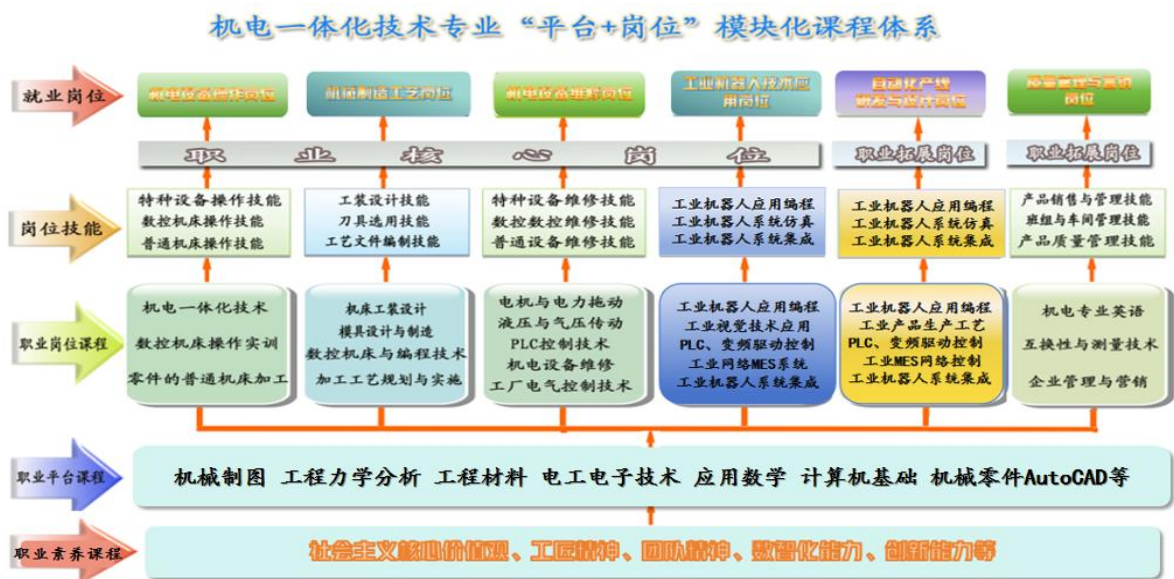 机电一体化技术专业“平台+岗位”模块化课程体系
就业岗位
机电设备操作岗位
机械制造工艺岗位
机电设备维修岗位
工业机器人技术应
用岗位
自动化产线
研发与设计岗位
质量管理与营销
岗位
职业核心岗位
职业拓展岗位
职业拓展岗位
岗位技能
特种设备操作技能
数控机床操作技能
普通机床操作技能
工装设计技能
刀具选用技能
工艺文件编制技能
特种设备维修技能
数控数控维修技能
普通设备维修技能
工业机器人应用编程
工业机器人系统仿真
工业机器人系统集成
工业机器人应用编程
工业机器人系统仿真
工业机器人系统集成
产品销售与管理技能
班组与车间管理技能
产品质量管理技能
职业岗位课程
机电一体化技术
数控机床操作实训
零件的普通机床加工
机床工装设计
模具设计与制造
数控机床与编程技术
加工工艺规划与实施
电机与电力拖动
液压与气压传动
PLC控制技术
机电设备维修
工厂电气控制技术
工业机器人应用编程
工业视觉技术应用
PLC、变频驱动控制
工业网络MES系统
工业机器人系统集成
工业机器人应用编程
工业产品生产工艺
PLC、变频驱动控制
工业MES网络控制
工业机器人系统集成
机电专业英语
互换性与测量技术
企业管理与营销
职业平台课程
机械制图 工程力学分析 工程材料 电工电子技术 应用数学 计算机基础 机械零件AutoCAD等
职业素养课程
社会主义核心价值观、工匠精神、团队精神、数智化能力、创新能力等